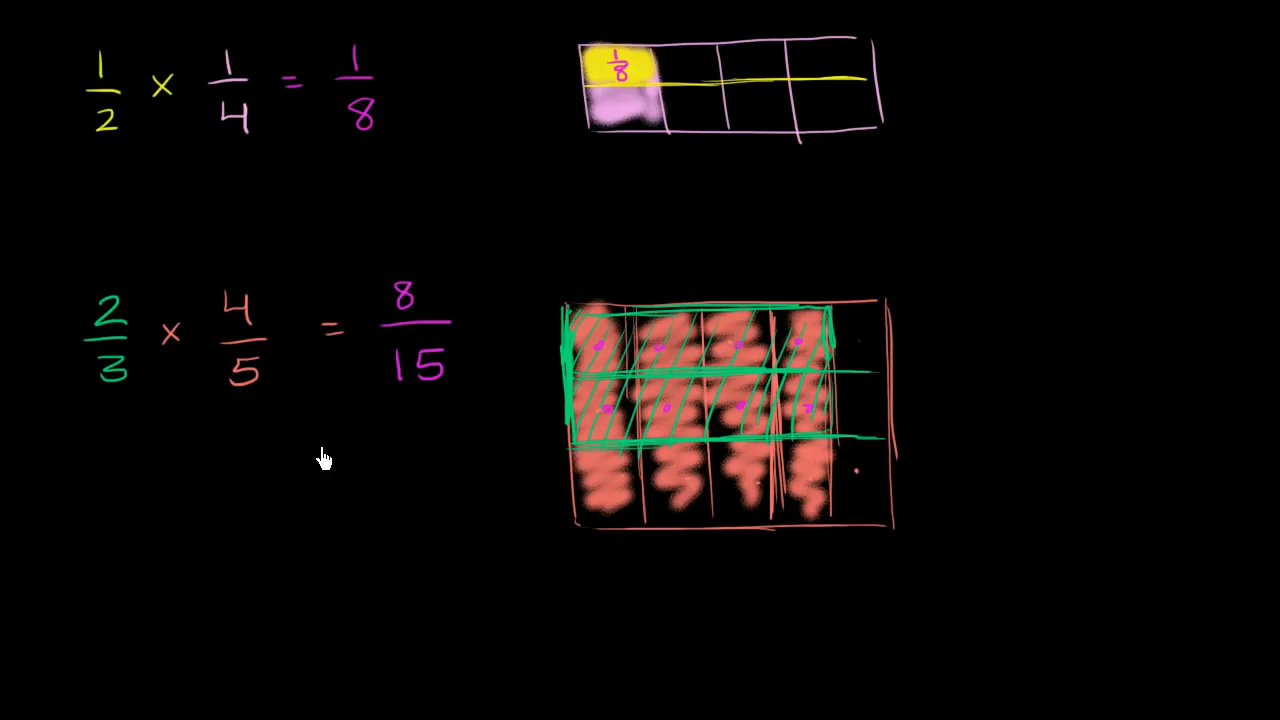 1/2 × 1/4 = 1/8
1/8
2/3 × 4/5 = 8/15